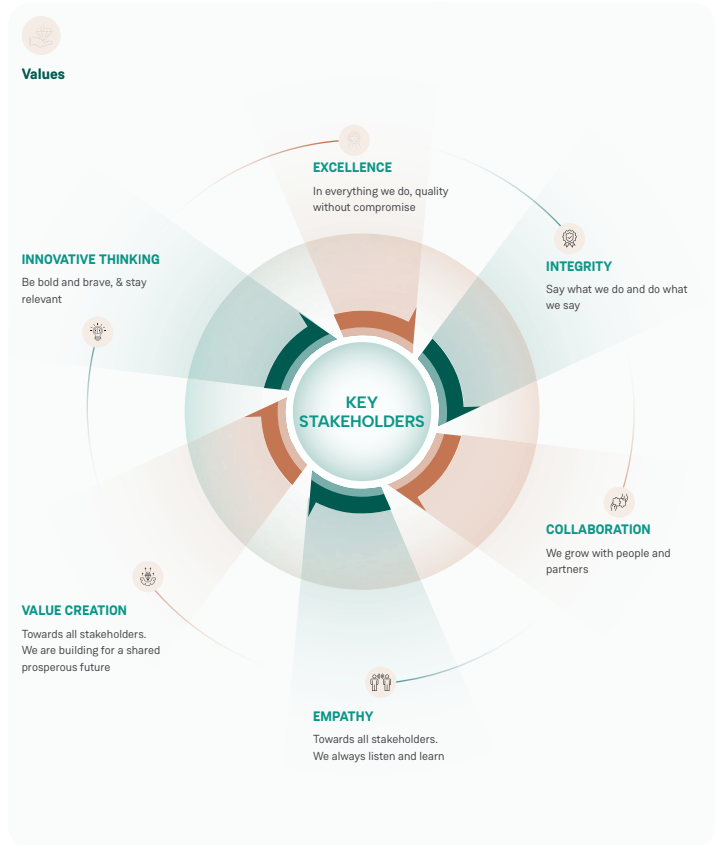 Values
EXCELLENCE
In everything we do, quality
without compromise
INTEGRITY
Say what we do and do what
we say
INNOVATIVE THINKING
Be bold and brave, & stay
relevant
KEY
STAKEHOLDERS
COLLABORATION
We grow with people and
partners
VALUE CREATION
Towards all stakeholders.
We are building for a shared
prosperous future
EMPATHY
Towards all stakeholders.
We always listen and learn